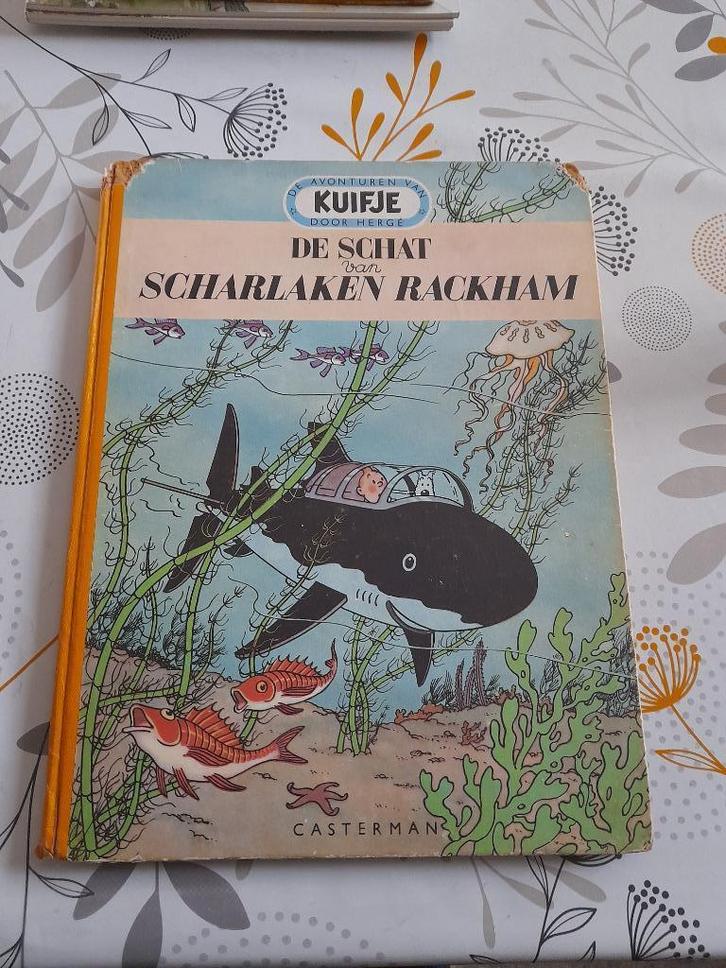 DE AVONTUREN VAN
KUIFJE
DOOR HERGÉ
DE SCHAT
van
SCHARLAKEN RACKHAM
CASTERMAN